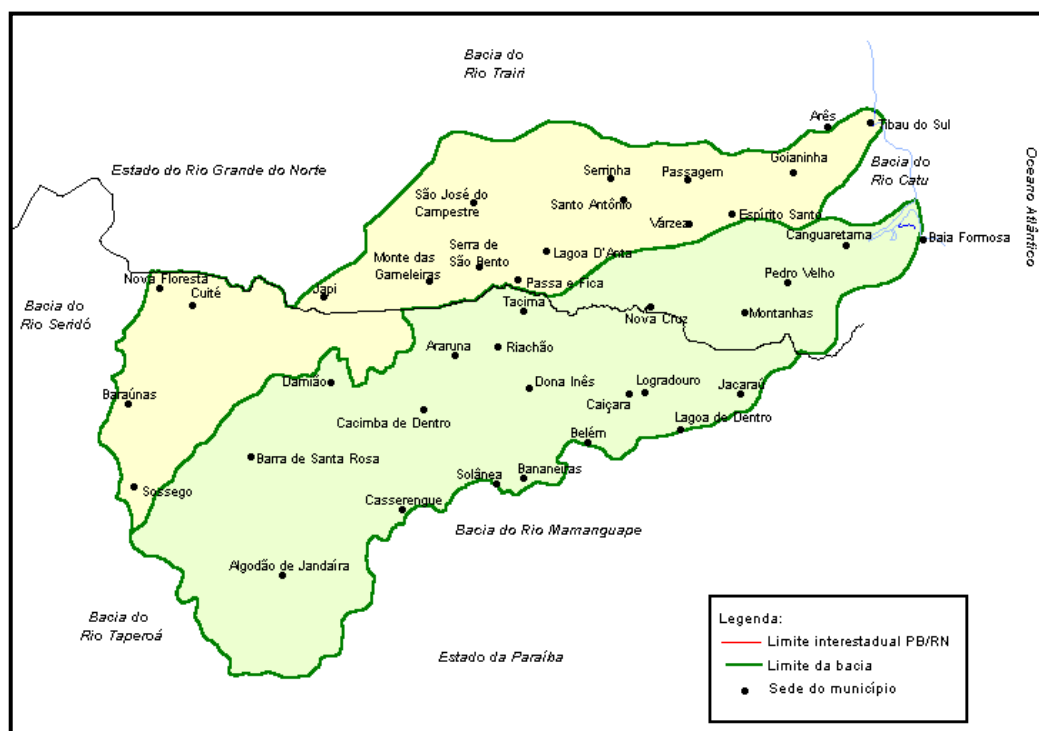 Bacia do
Rio Trairi
Arês
Tibau do Sul
Goianinha
Bacia do
Rio Catu
Oceano Atlântico
Estado do Rio Grande do Norte
Serrinha
Passagem
São José do
Campestre
Santo Antônio
Várzea
Espírito Santo
Canguaretama
Baia Formosa
Serra de
São Bento
Lagoa D'Anta
Monte das
Gameleiras
Passa e Fica
Pedro Velho
Nova Floresta
Cuité
Japi
Tacima
Nova Cruz
Montanhas
Bacia do
Rio Seridó
Araruna
Riachão
Damião
Dona Inês
Logradouro
Jacaraú
Baraúnas
Caiçara
Cacimba de Dentro
Lagoa de Dentro
Belém
Barra de Santa Rosa
Solânea
Bananeiras
Sossego
Casserengue
Bacia do Rio Mamanguape
Algodão de Jandaíra
Bacia do
Rio Taperoá
Estado da Paraíba
Legenda:
Limite interestadual PB/RN
Limite da bacia
Sede do município